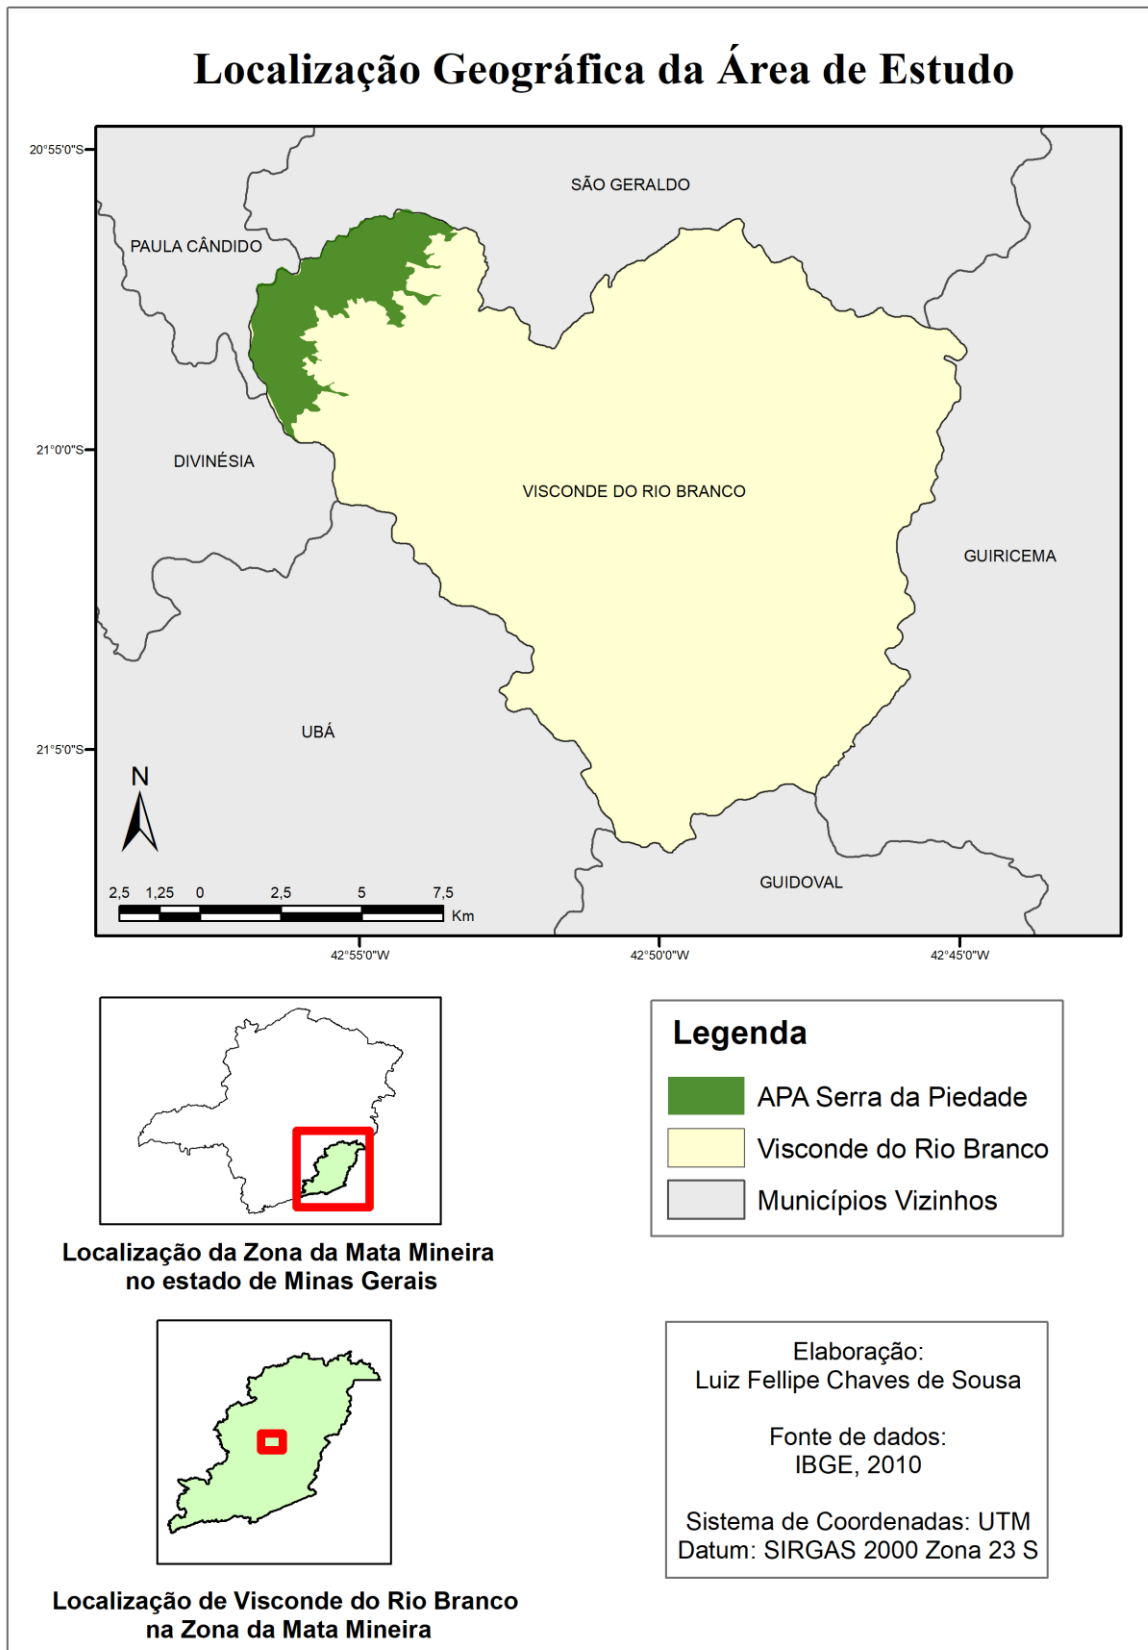 Localização Geográfica da Área de Estudo
20°55'0"S
SÃO GERALDO
PAULA CÂNDIDO
21°0'0"S
DIVINÉSIA
VISCONDE DO RIO BRANCO
GUIRICEMA
UBÁ
21°5'0"S
N
GUIDOVAL
2,5 1,25 0 2,5 5 7,5
Km
42°55'0"W 42°50'0"W 42°45'0"W
Legenda
APA Serra da Piedade
Visconde do Rio Branco
Municípios Vizinhos
Localização da Zona da Mata Mineira
no estado de Minas Gerais
Elaboração:
Luiz Fellipe Chaves de Sousa
Fonte de dados:
IBGE, 2010
Sistema de Coordenadas: UTM
Datum: SIRGAS 2000 Zona 23 S
Localização de Visconde do Rio Branco
na Zona da Mata Mineira